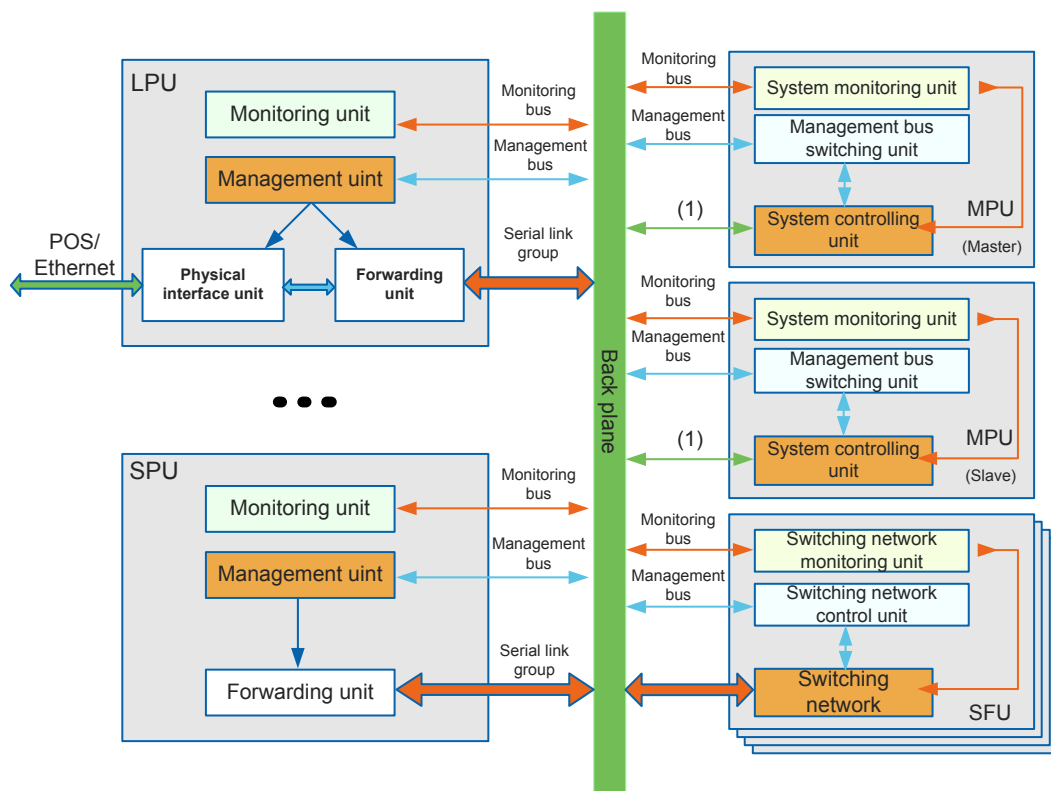 LPU
Monitoring unit
Management uint
Physical
interface unit
Forwarding
unit
POS/
Ethernet
Monitoring
bus
Management
bus
Serial link
group
SPU
Monitoring unit
Management uint
Forwarding unit
Monitoring
bus
Management
bus
Serial link
group
Back plane
Monitoring
bus
Management
bus
(1)
System monitoring unit
Management bus
switching unit
System controlling
unit
MPU
(Master)
Monitoring
bus
Management
bus
(1)
System monitoring unit
Management bus
switching unit
System controlling
unit
MPU
(Slave)
Monitoring
bus
Management
bus
Switching network
monitoring unit
Switching network
control unit
Switching
network
SFU